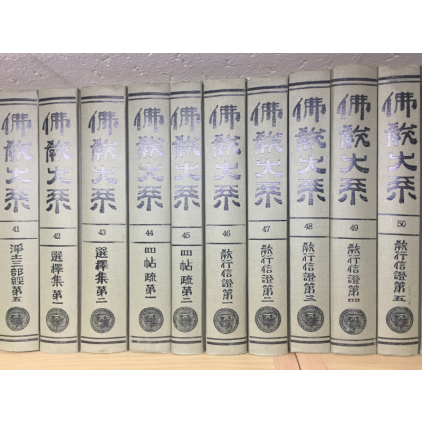 佛教大系
41
淨土三部經第五
佛教大系
42
選擇集第一
佛教大系
43
選擇集第二
佛教大系
44
四帖疏第一
佛教大系
45
四帖疏第二
佛教大系
46
教行信證第一
佛教大系
47
教行信證第二
佛教大系
48
教行信證第三
佛教大系
49
教行信證第四
佛教大系
50
教行信證第五